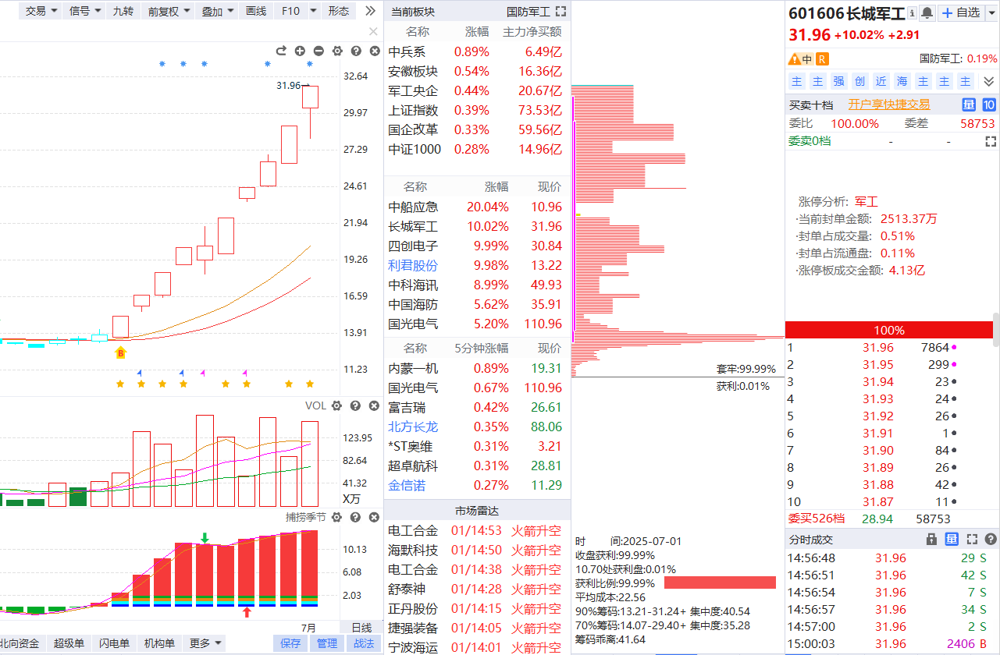 交易 信号 九转 前复权 叠加 画线 F10 形态
31.96
32.64
29.97
27.29
24.61
21.94
19.26
16.59
13.91
11.23
B
VOL
123.95
82.64
41.32
X万
捕捞季节
10.13
6.08
2.03
7月 日线
北向资金 超级单 闪电单 机构单 更多 保存 管理 战法
当前板块 国防军工
名称 涨幅 主力净买额
中兵系 0.89% 6.49亿
安徽板块 0.54% 16.36亿
军工央企 0.44% 20.67亿
上证指数 0.39% 73.53亿
国企改革 0.33% 59.56亿
中证1000 0.28% 14.96亿
名称 涨幅 现价
中船应急 20.04% 10.96
长城军工 10.02% 31.96
四创电子 9.99% 30.84
利君股份 9.98% 13.22
中科海讯 8.99% 49.93
中国海防 5.62% 35.91
国光电气 5.20% 110.96
名称 5分钟涨幅 现价
内蒙一机 0.89% 19.31
国光电气 0.67% 110.96
富吉瑞 0.42% 26.61
北方长龙 0.35% 88.06
*ST奥维 0.31% 3.21
超卓航科 0.31% 28.81
金信诺 0.27% 11.29
市场雷达
电工合金 01/14:53 火箭升空
海默科技 01/14:50 火箭升空
电工合金 01/14:38 火箭升空
舒泰神 01/14:28 火箭升空
正丹股份 01/14:15 火箭升空
捷强装备 01/14:05 火箭升空
宁波海运 01/14:01 火箭升空
套牢:99.99%
获利:0.01%
时 间:2025-07-01
收盘获利:99.99%
10.70处获利盘:0.01%
获利比例:99.99%
平均成本:22.56
90%筹码:13.21-31.24+ 集中度:40.54
70%筹码:14.07-29.40+ 集中度:35.28
筹码乖离:41.64
601606 长城军工 自选
31.96 +10.02% +2.91
中 R 国防军工: 0.19%
主 主 强 创 近 海 主 主 主
买卖十档 开户享快捷交易 量 10
委比 100.00% 委差 58753
委卖0档 - -
涨停分析: 军工
·当前封单金额: 2513.37万
·封单占成交量: 0.51%
·封单占流通盘: 0.11%
·涨停板成交金额: 4.13亿
100%
1 31.96 7864
2 31.95 299
3 31.94 23
4 31.93 24
5 31.92 26
6 31.91 1
7 31.90 84
8 31.89 26
9 31.88 42
10 31.87 11
委买526档 28.94 58753
分时成交 量
14:56:48 31.96 29 S
14:56:51 31.96 42 S
14:56:54 31.96 7 S
14:56:57 31.96 34 S
14:57:00 31.96 2 S
15:00:03 31.96 2406 B